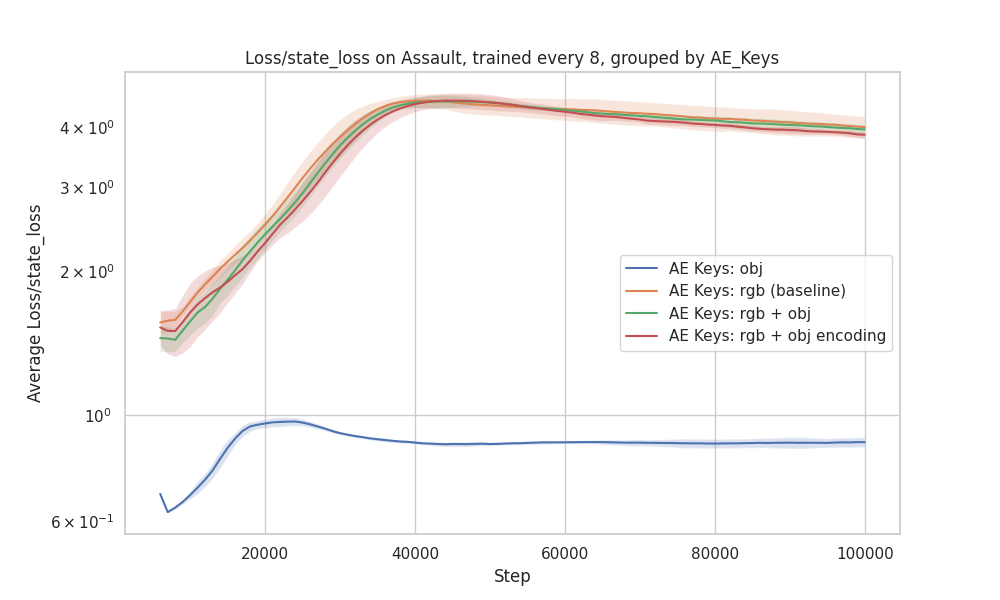 Loss/state_loss on Assault, trained every 8, grouped by AE_Keys
Average Loss/state_loss
4 × 10⁰
3 × 10⁰
2 × 10⁰
10⁰
6 × 10⁻¹
AE Keys: obj
AE Keys: rgb (baseline)
AE Keys: rgb + obj
AE Keys: rgb + obj encoding
20000
40000
60000
80000
100000
Step